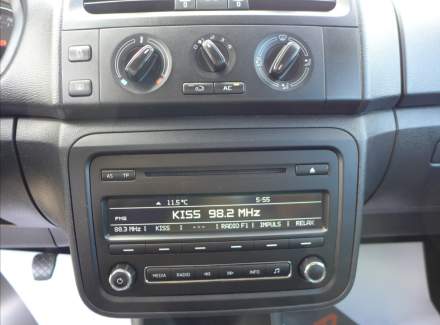 AC
AS TP
11.5°C 5:55
KISS 98.2 MHz
FM2
88.3 MHz KISS --- RADIO F1 IMPULS RELAX
MEDIA RADIO INFO